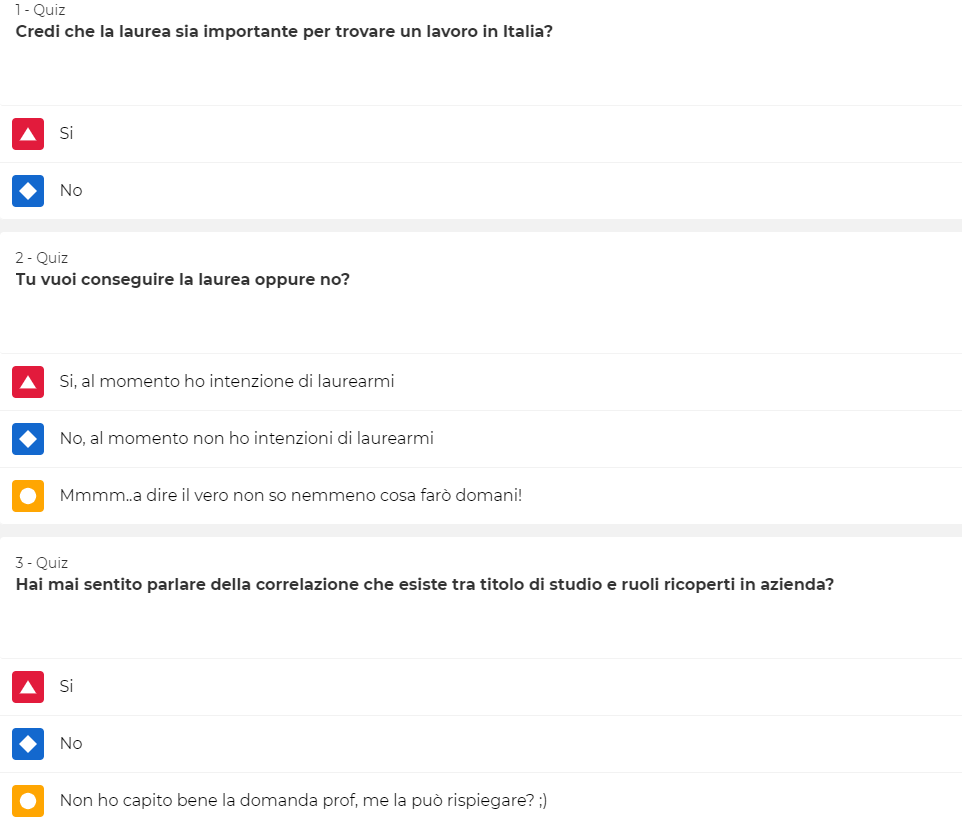 1 - Quiz
Credi che la laurea sia importante per trovare un lavoro in Italia?
Si
No
2 - Quiz
Tu vuoi conseguire la laurea oppure no?
Si, al momento ho intenzione di laurearmi
No, al momento non ho intenzioni di laurearmi
Mmmm..a dire il vero non so nemmeno cosa farò domani!
3 - Quiz
Hai mai sentito parlare della correlazione che esiste tra titolo di studio e ruoli ricoperti in azienda?
Si
No
Non ho capito bene la domanda prof, me la può rispiegare? ;)